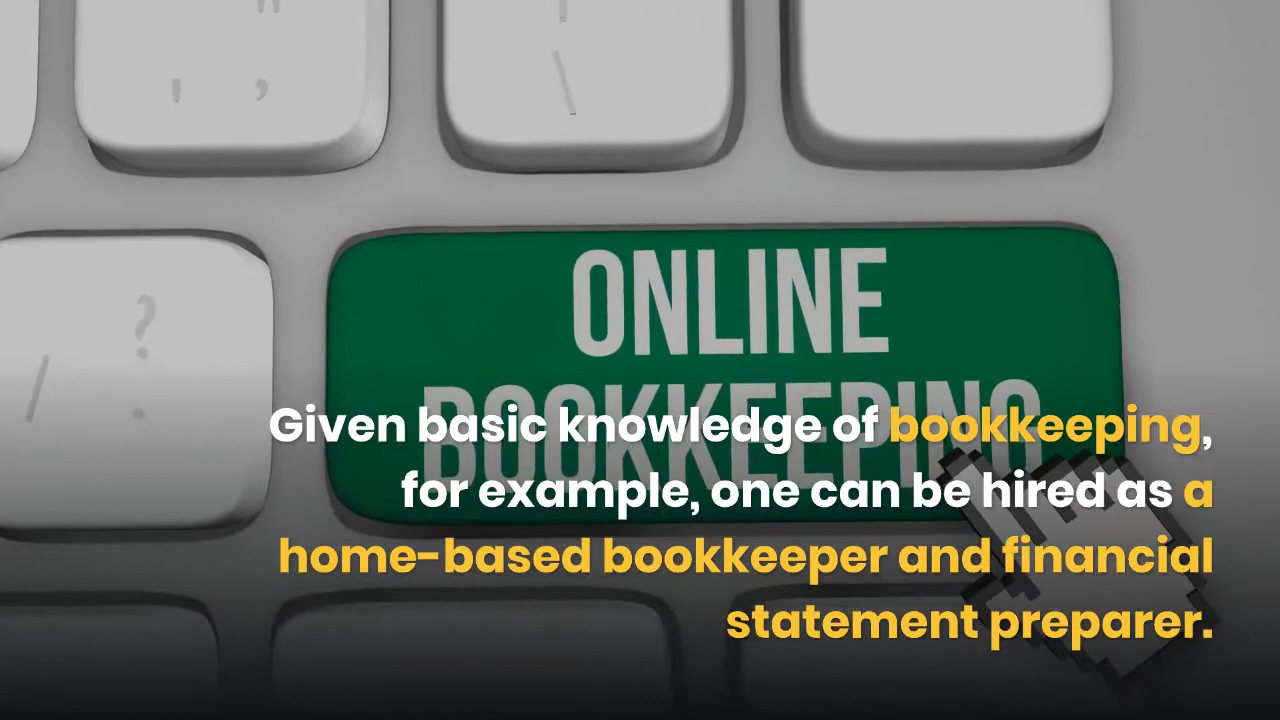 "
' ,
\
ONLINE
BOOKKEEPING
?
/ .
Given basic knowledge of bookkeeping,
for example, one can be hired as a
home-based bookkeeper and financial
statement preparer.